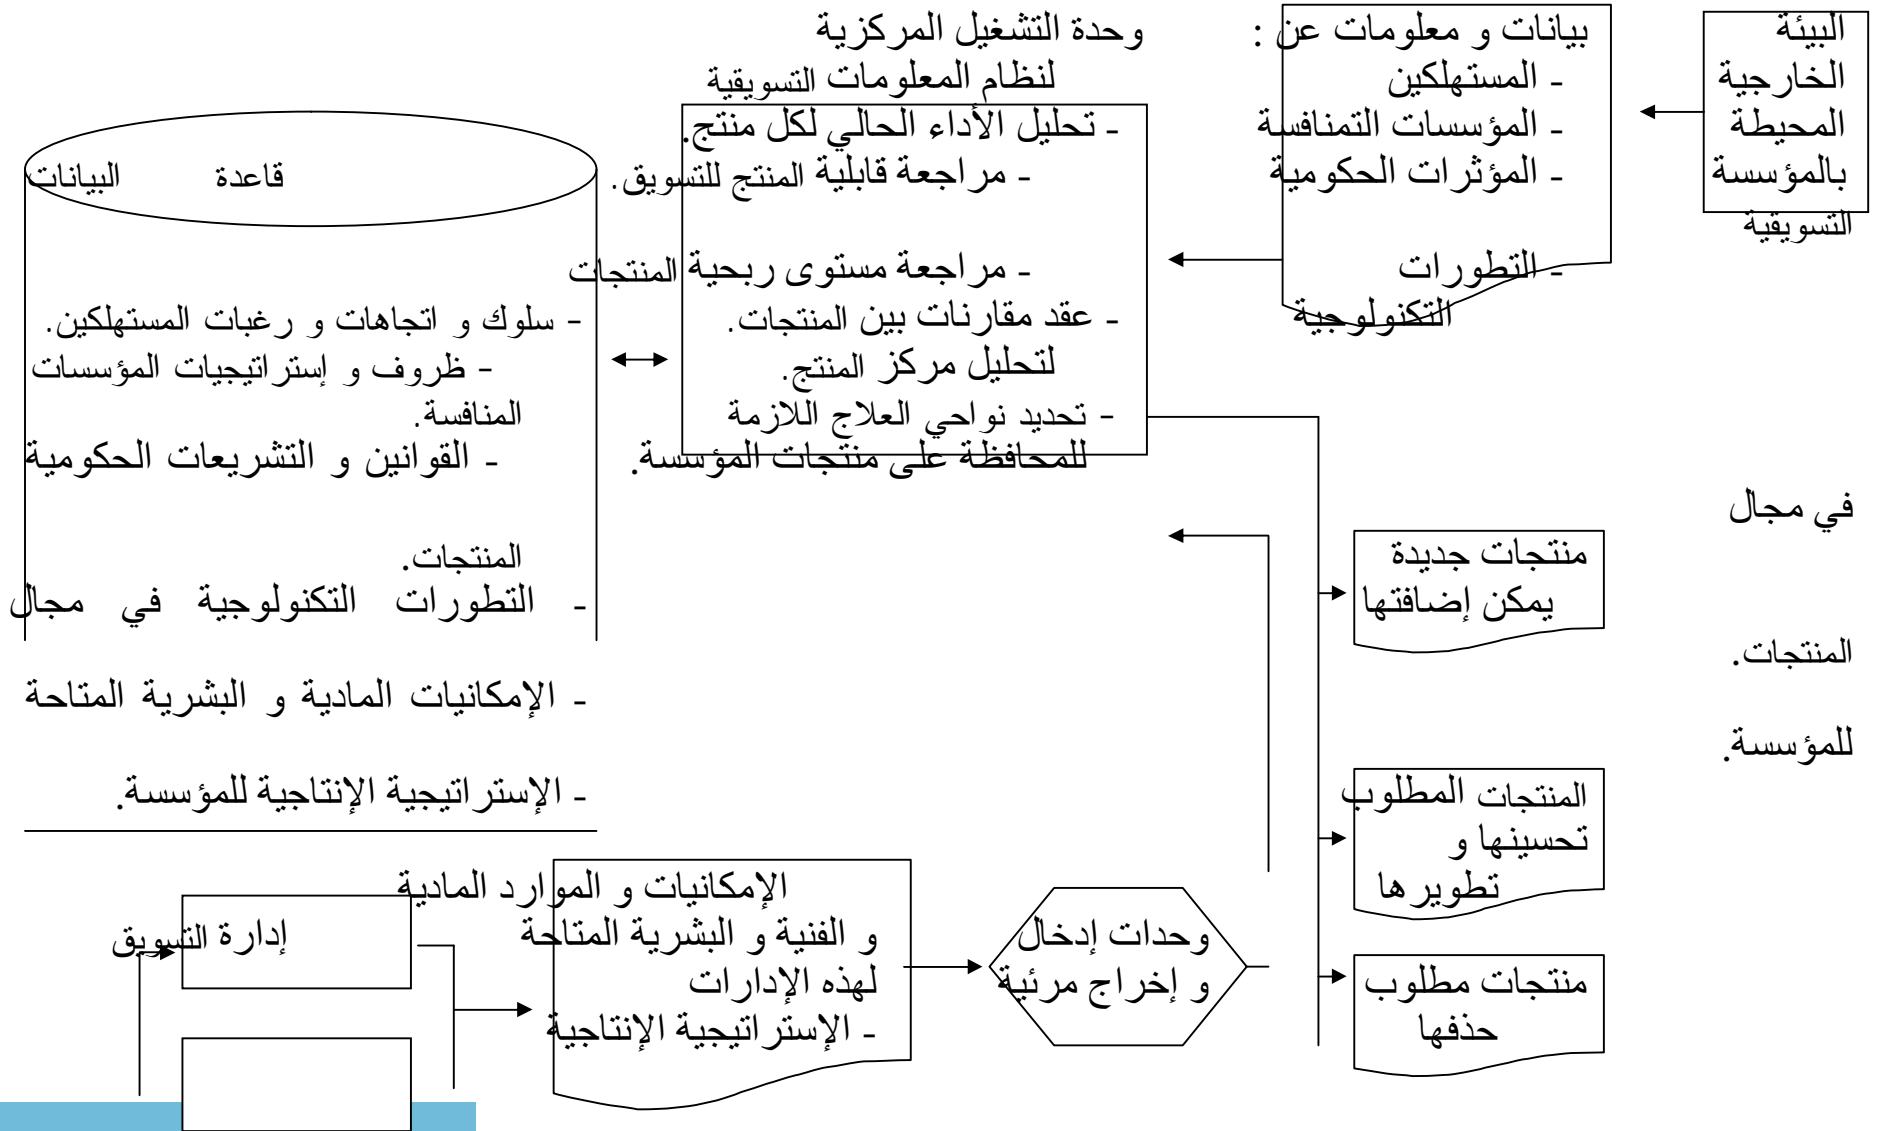 البيئة
الخارجية
المحيطة
بالمؤسسة
التسويقية
بيانات و معلومات عن :
- المستهلكين
- المؤسسات التمنافسة
- المؤثرات الحكومية
- التطورات
التكنولوجية
وحدة التشغيل المركزية
لنظام المعلومات التسويقية
- تحليل الأداء الحالي لكل منتج.
- مراجعة قابلية المنتج للتسويق.
- مراجعة مستوى ربحية المنتجات
- عقد مقارنات بين المنتجات.
لتحليل مركز المنتج.
- تحديد نواحي العلاج اللازمة
للمحافظة على منتجات المؤسسة.
قاعدة البيانات
- سلوك و اتجاهات و رغبات المستهلكين.
- ظروف و إستراتيجيات المؤسسات
المنافسة.
- القوانين و التشريعات الحكومية
في مجال
المنتجات.
- التطورات التكنولوجية في مجال
المنتجات.
- الإمكانيات المادية و البشرية المتاحة
للمؤسسة.
- الإستراتيجية الإنتاجية للمؤسسة.
منتجات جديدة
يمكن إضافتها
المنتجات المطلوب
تحسينها و
تطويرها
منتجات مطلوب
حذفها
وحدات إدخال
و إخراج مرئية
الإمكانيات و الموارد المادية
و الفنية و البشرية المتاحة
لهذه الإدارات
- الإستراتيجية الإنتاجية
إدارة التسويق